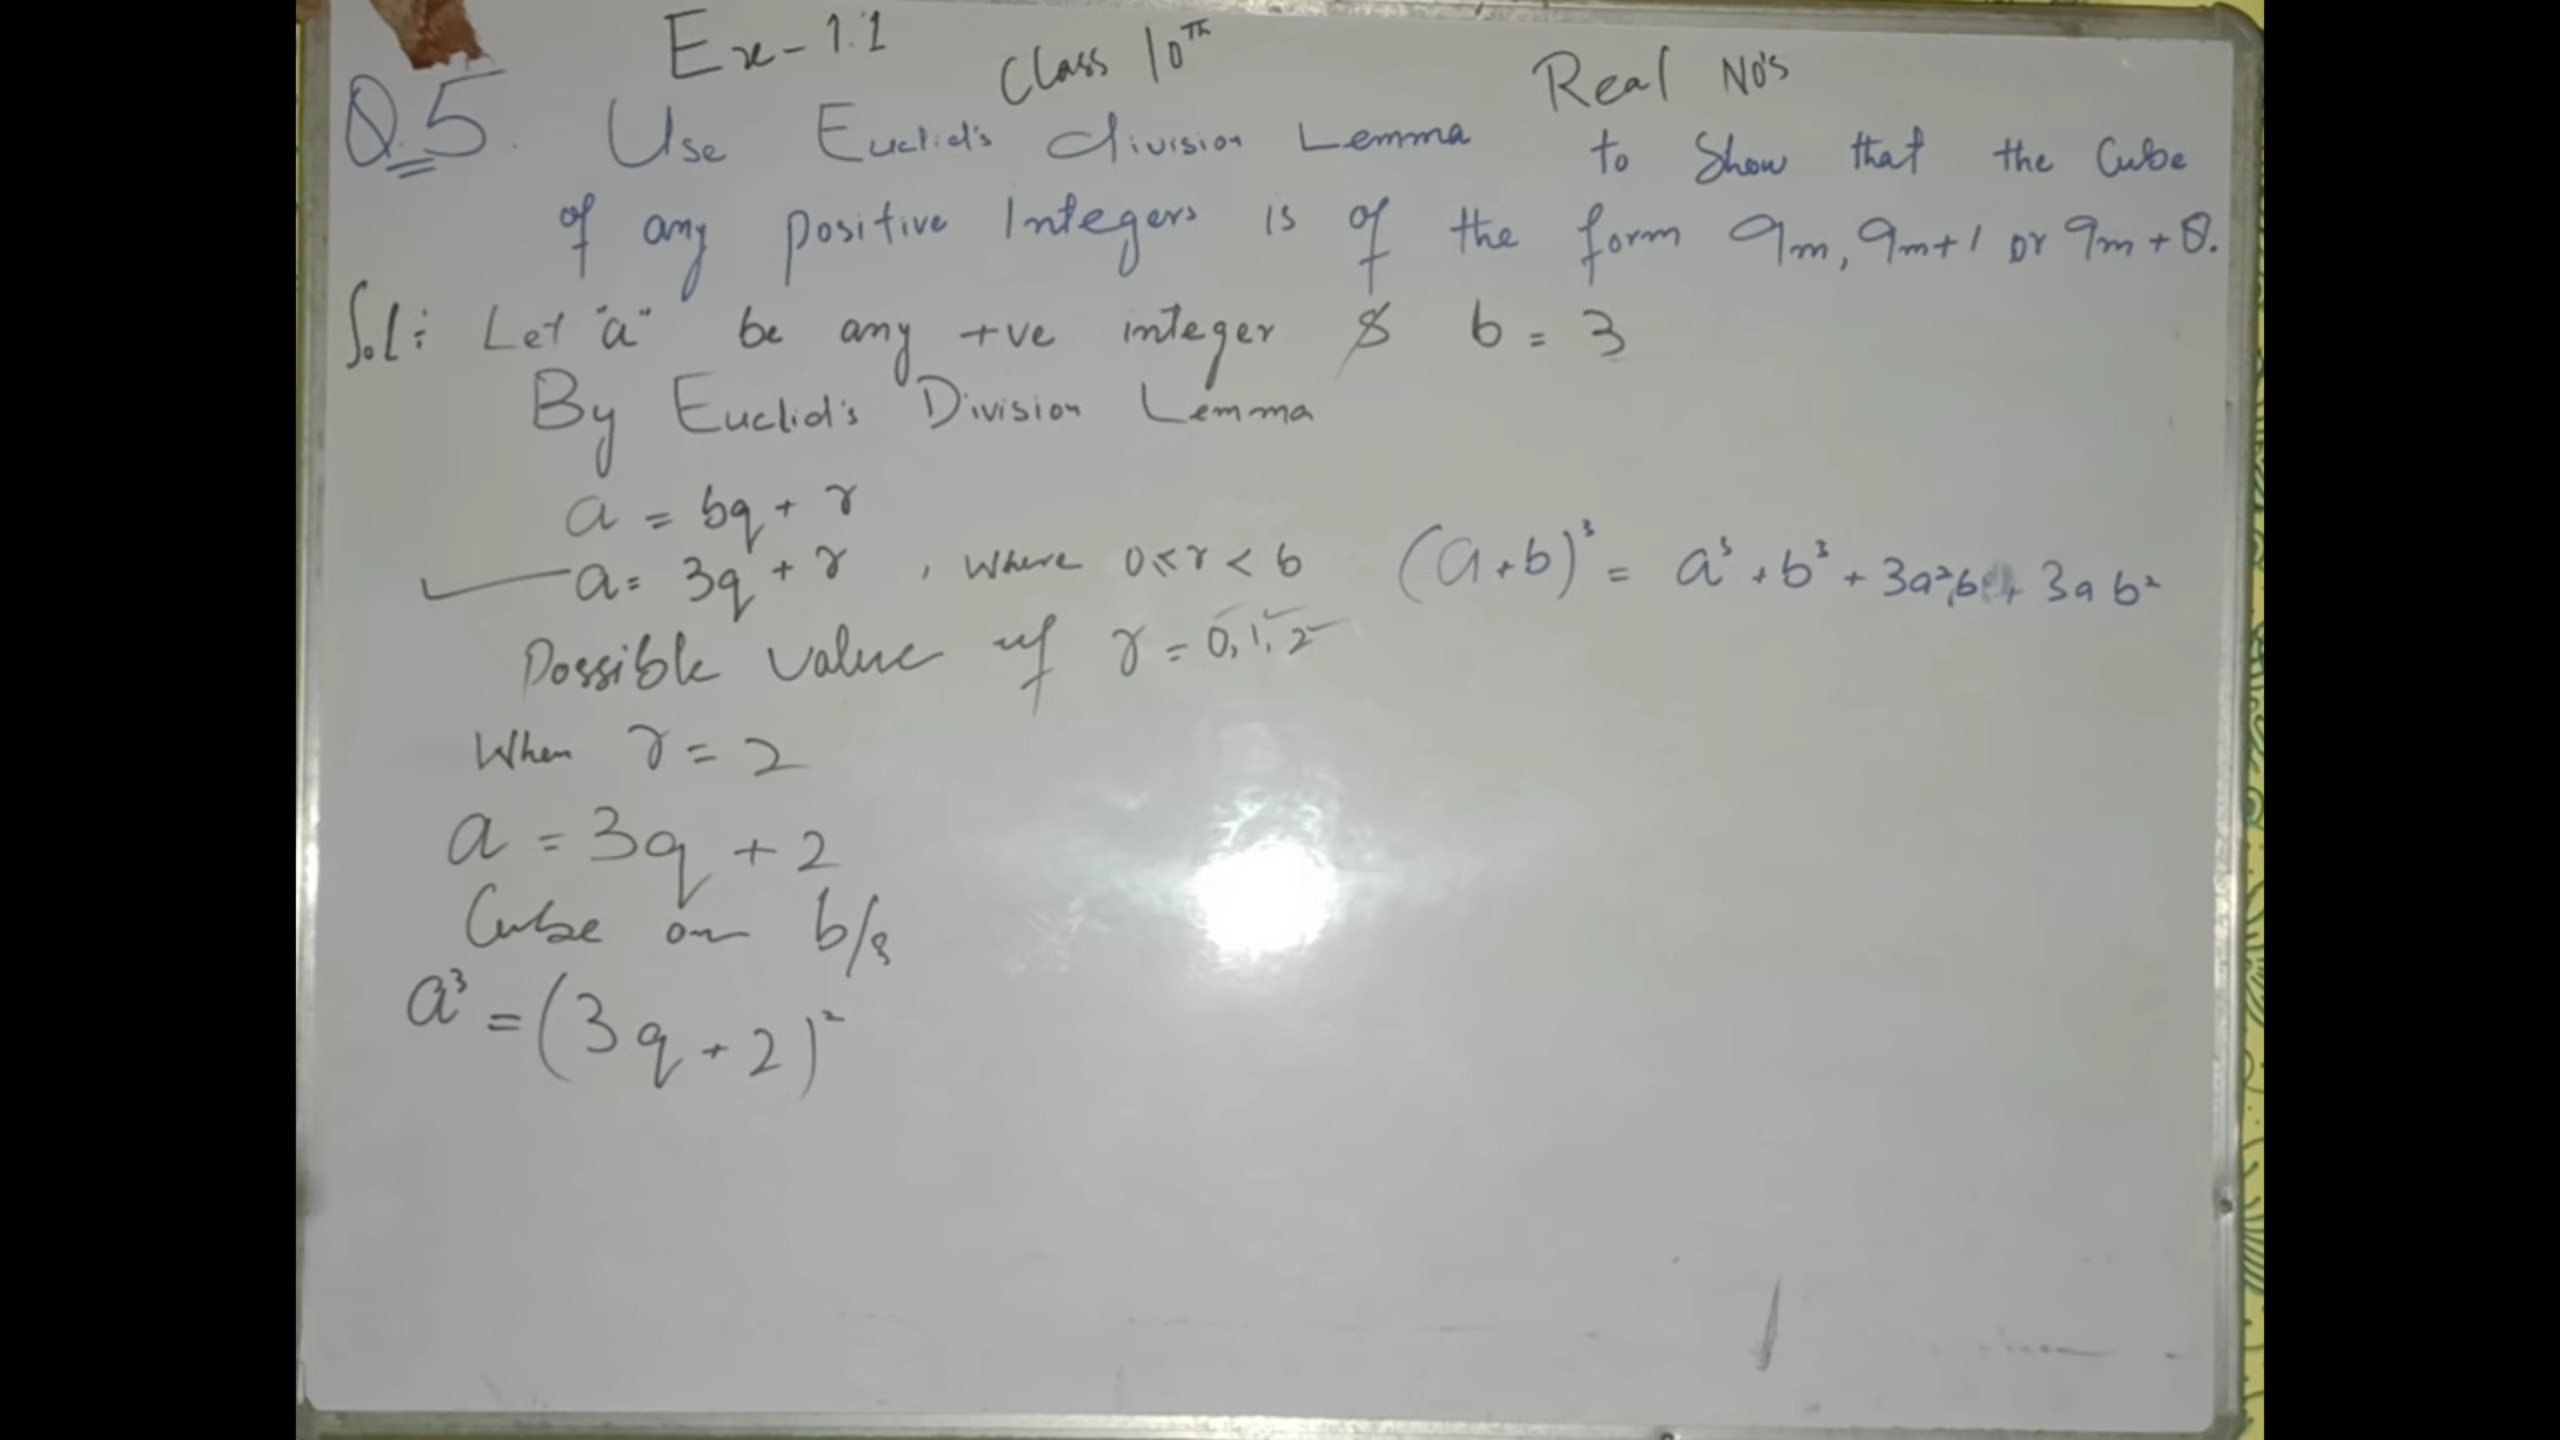 Ex-1.1 Class 10Th Real No's
Q.5. Use Euclid's division Lemma to Show that the Cube
of any positive Integers is of the form 9m, 9m+1 or 9m+8.
Sol: Let "a" be any +ve integer & b = 3
By Euclid's Division Lemma
a = bq + r
a = 3q + r , Where 0≤r<b (a+b)³ = a³+b³+3a²b+3ab²
Possible value of r = 0,1,2
When r = 2
a = 3q + 2
Cube on b/s
a³ = (3q+2)²